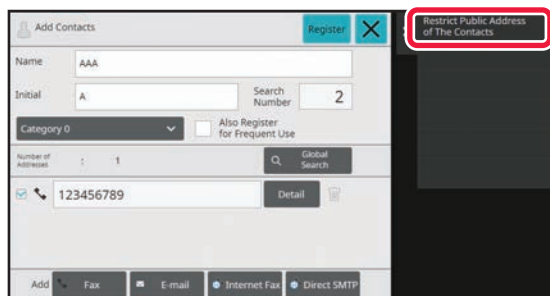 Add Contacts
Register
Restrict Public Address
of The Contacts
Name
AAA
Initial
A
Search
Number
2
Category 0
Also Register
for Frequent Use
Number of
Addresses
:
1
Global
Search
123456789
Detail
Add
Fax
E-mail
Internet Fax
Direct SMTP